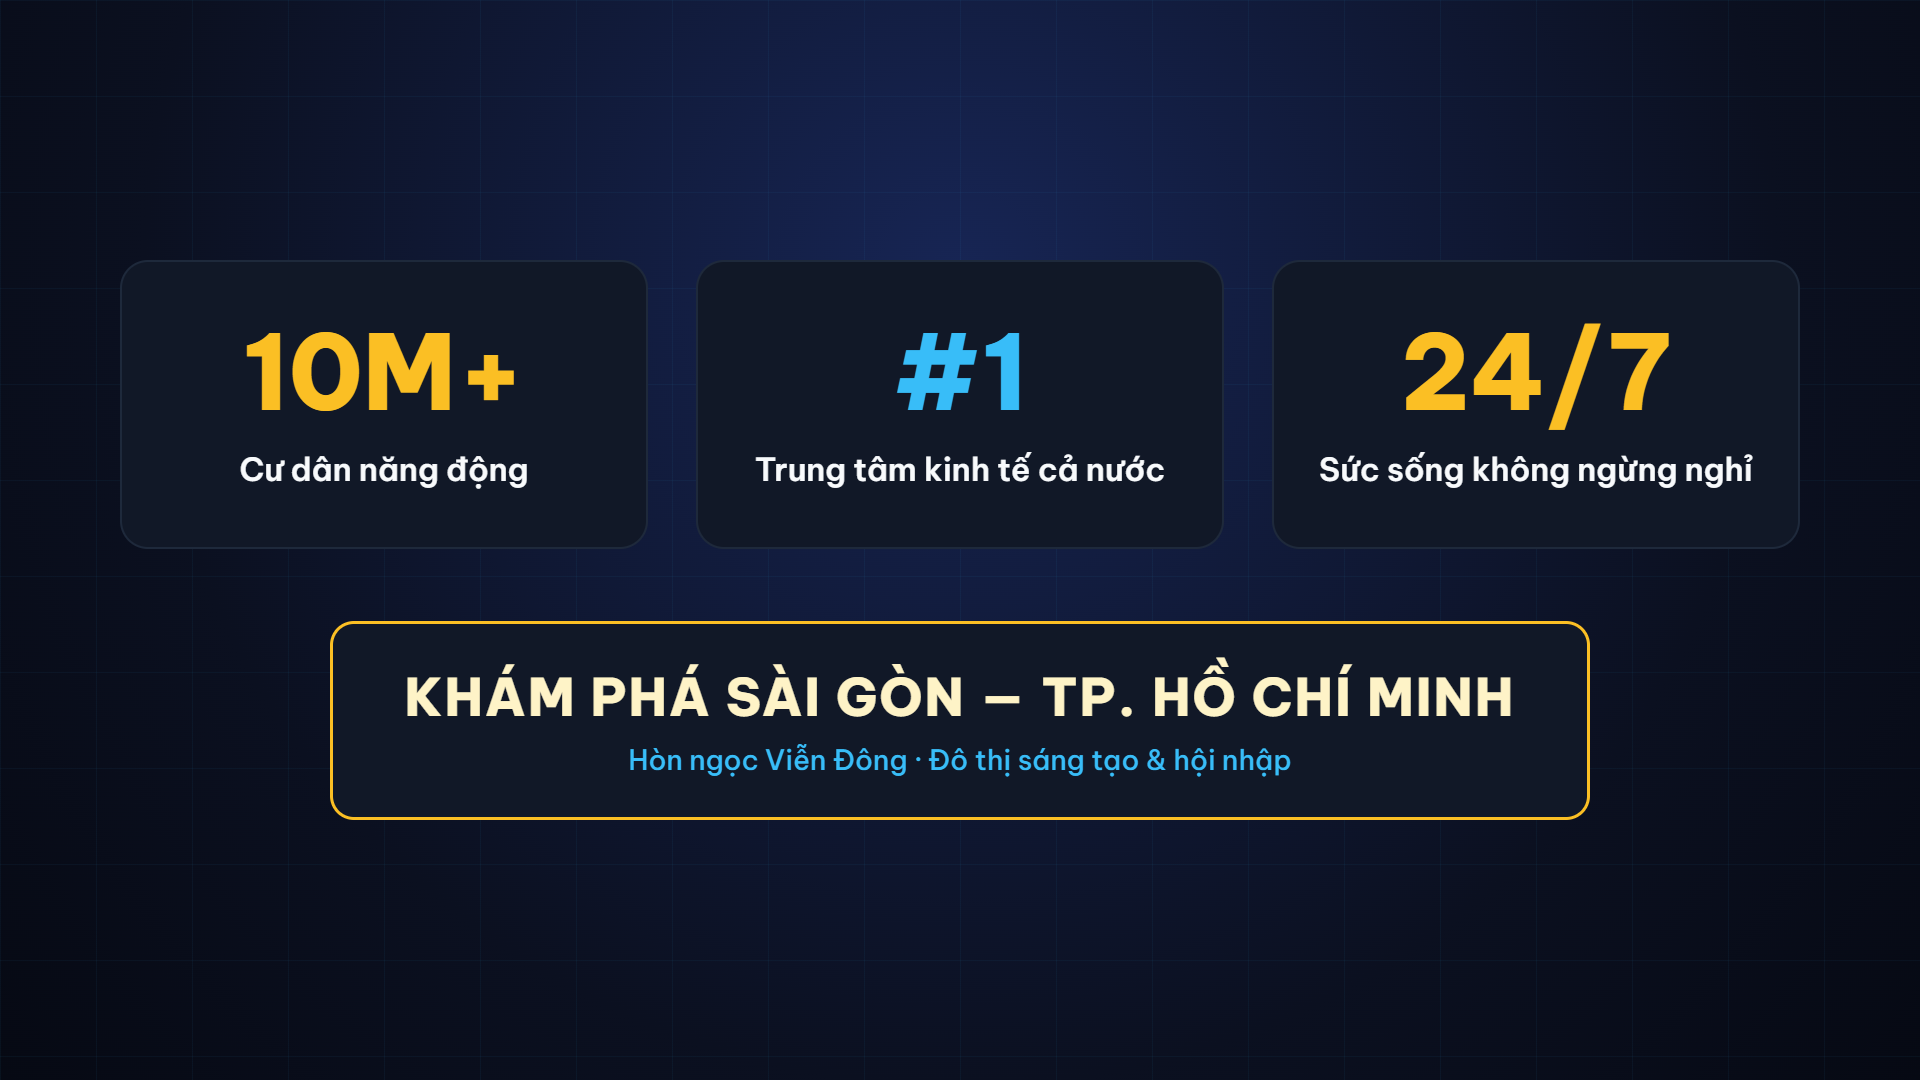 10M+
Cư dân năng động
#1
Trung tâm kinh tế cả nước
24/7
Sức sống không ngừng nghỉ
KHÁM PHÁ SÀI GÒN – TP. HỒ CHÍ MINH
Hòn ngọc Viễn Đông · Đô thị sáng tạo & hội nhập